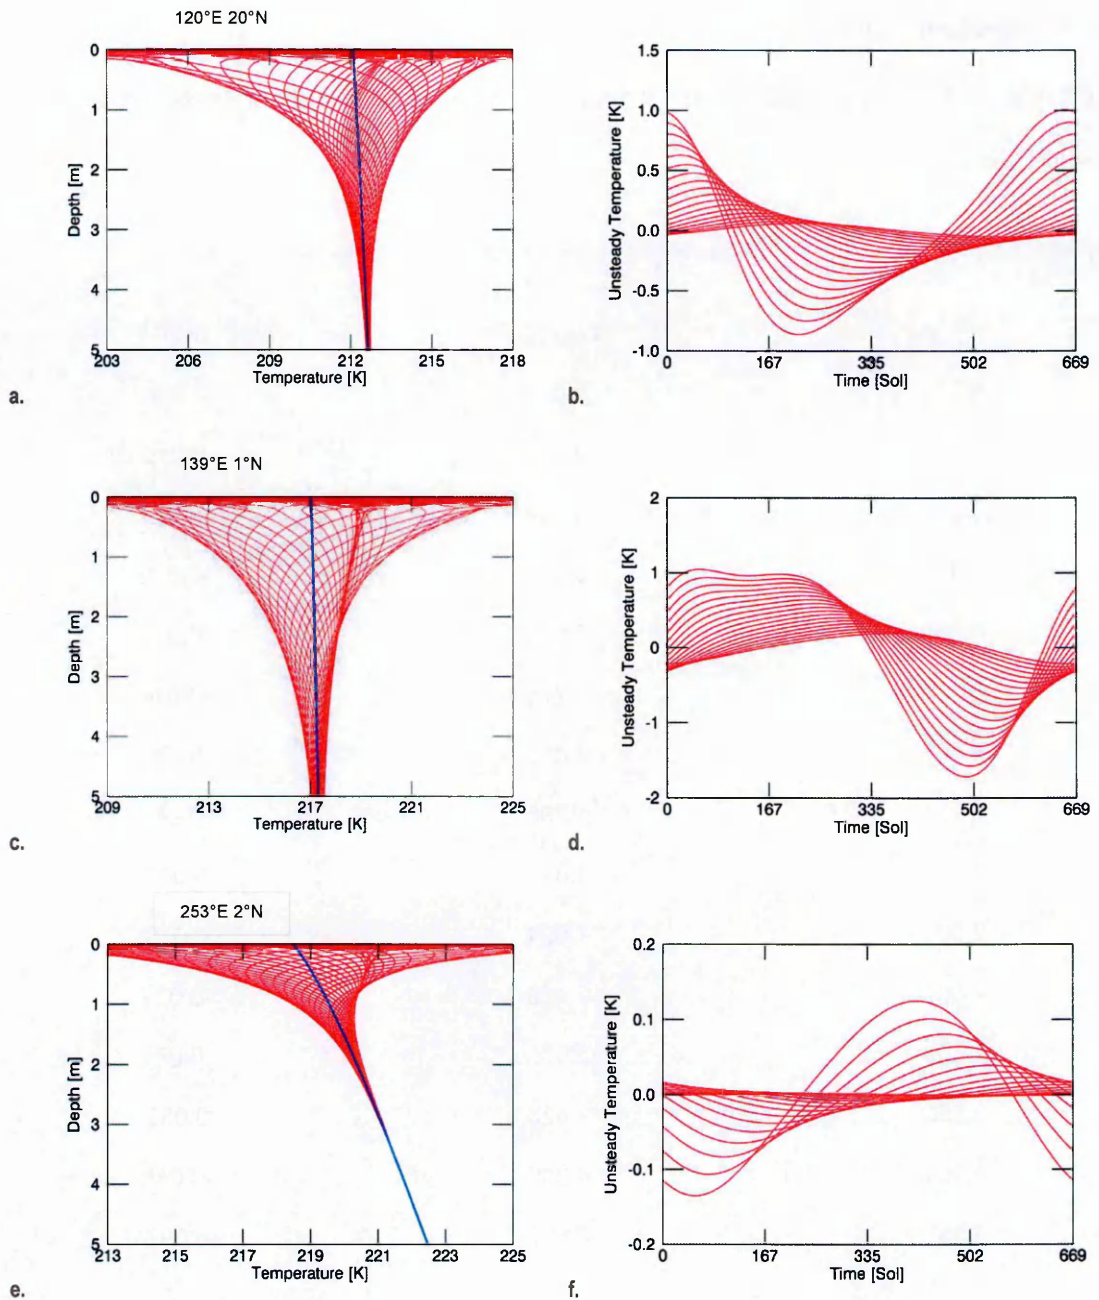 120°E 20°N
0
1
2
3
4
5
Depth [m]
203 206 209 212 215 218
Temperature [K]
a.
1.5
1.0
0.5
0.0
-0.5
-1.0
Unsteady Temperature [K]
0 167 335 502 669
Time [Sol]
b.
139°E 1°N
0
1
2
3
4
5
Depth [m]
209 213 217 221 225
Temperature [K]
c.
2
1
0
-1
-2
Unsteady Temperature [K]
0 167 335 502 669
Time [Sol]
d.
253°E 2°N
0
1
2
3
4
5
Depth [m]
213 215 217 219 221 223 225
Temperature [K]
e.
0.2
0.1
0.0
-0.1
-0.2
Unsteady Temperature [K]
0 167 335 502 669
Time [Sol]
f.